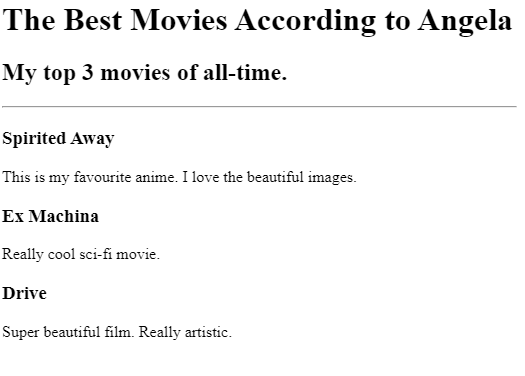 The Best Movies According to Angela
My top 3 movies of all-time.
Spirited Away
This is my favourite anime. I love the beautiful images.
Ex Machina
Really cool sci-fi movie.
Drive
Super beautiful film. Really artistic.